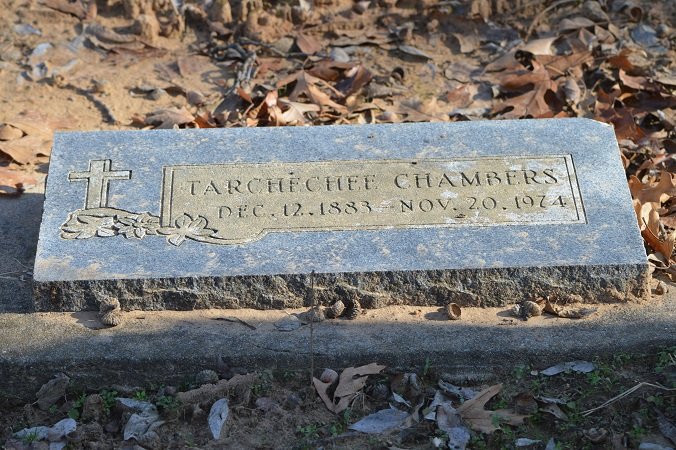 TARCHECHEE CHAMBERS
DEC. 12. 1883 - NOV. 20. 1974